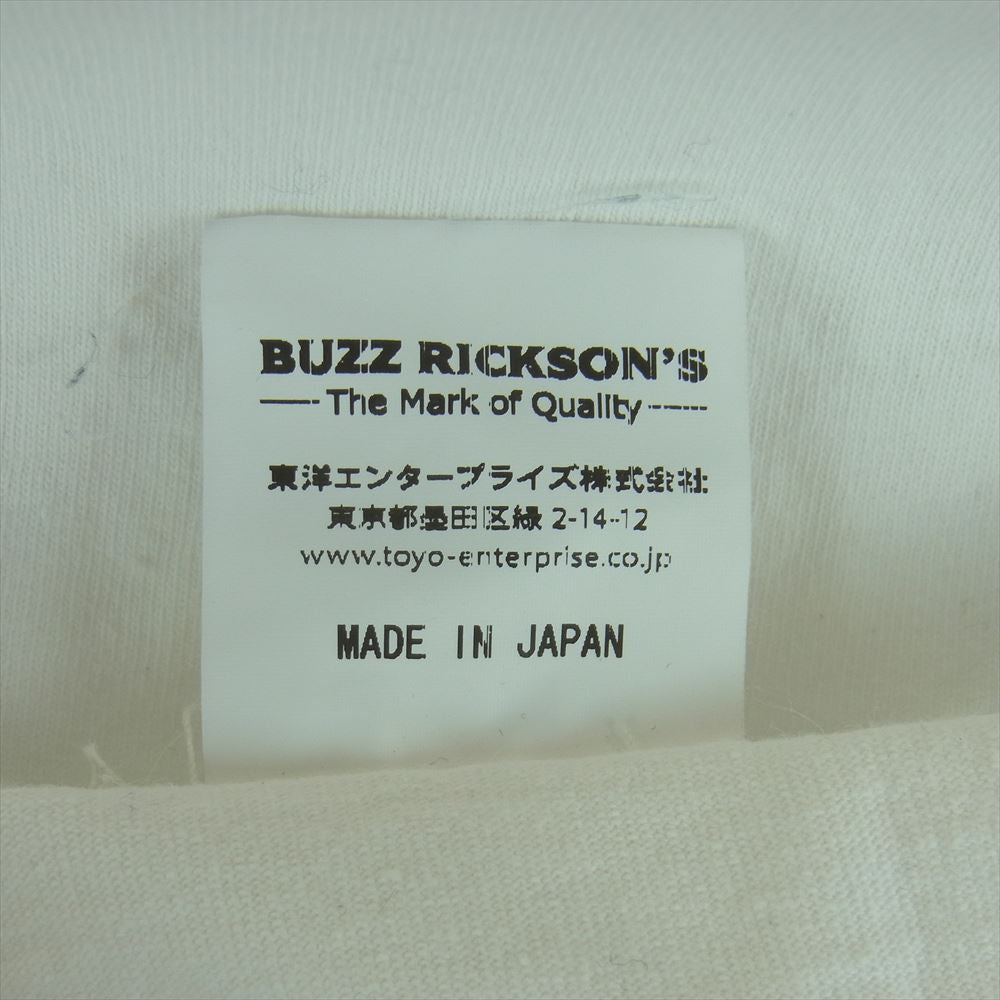 BUZZ RICKSON'S
The Mark of Quality
東洋エンタープライズ株式会社
東京都墨田区緑 2-14-12
www.toyo-enterprise.co.jp
MADE IN JAPAN